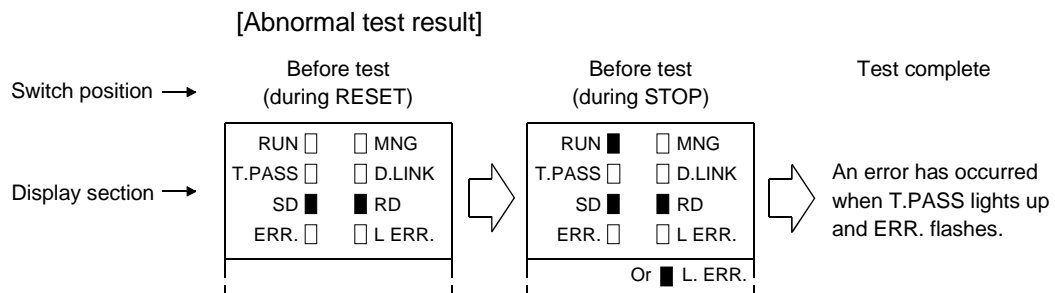 [Abnormal test result]
Switch position
Before test
(during RESET)
Before test
(during STOP)
Test complete
Display section
RUN MNG
T.PASS D.LINK
SD RD
ERR. L ERR.
RUN MNG
T.PASS D.LINK
SD RD
ERR. L ERR.
Or L. ERR.
An error has occurred
when T.PASS lights up
and ERR. flashes.